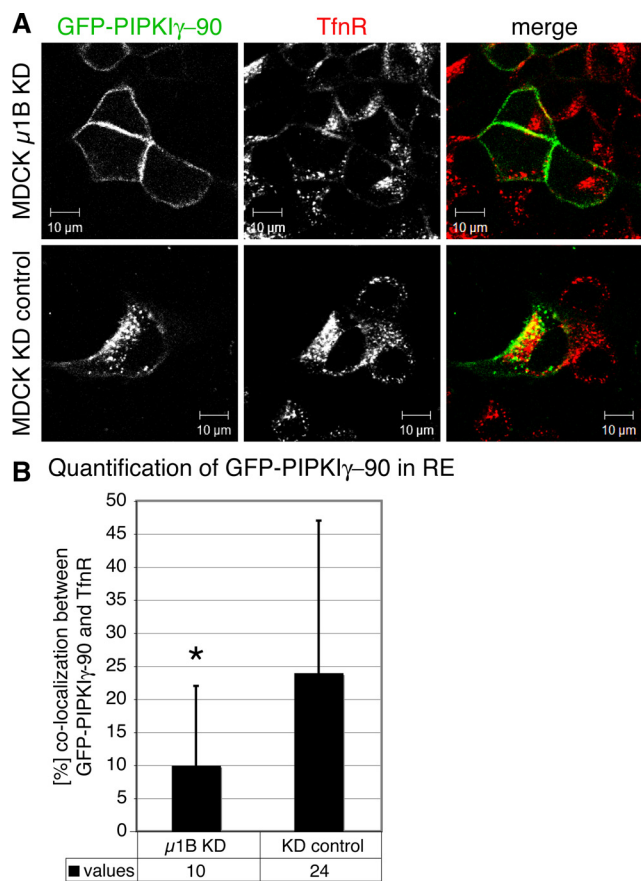 A
GFP-PIPKIγ–90
TfnR
merge
MDCK µ1B KD
10 µm
10 µm
10 µm
MDCK KD control
10 µm
10 µm
10 µm
B Quantification of GFP-PIPKIγ–90 in RE
[%] co-localization between
GFP-PIPKIγ-90 and TfnR
50
45
40
35
30
25
20
15
10
5
0
*
µ1B KD
KD control
values
10
24